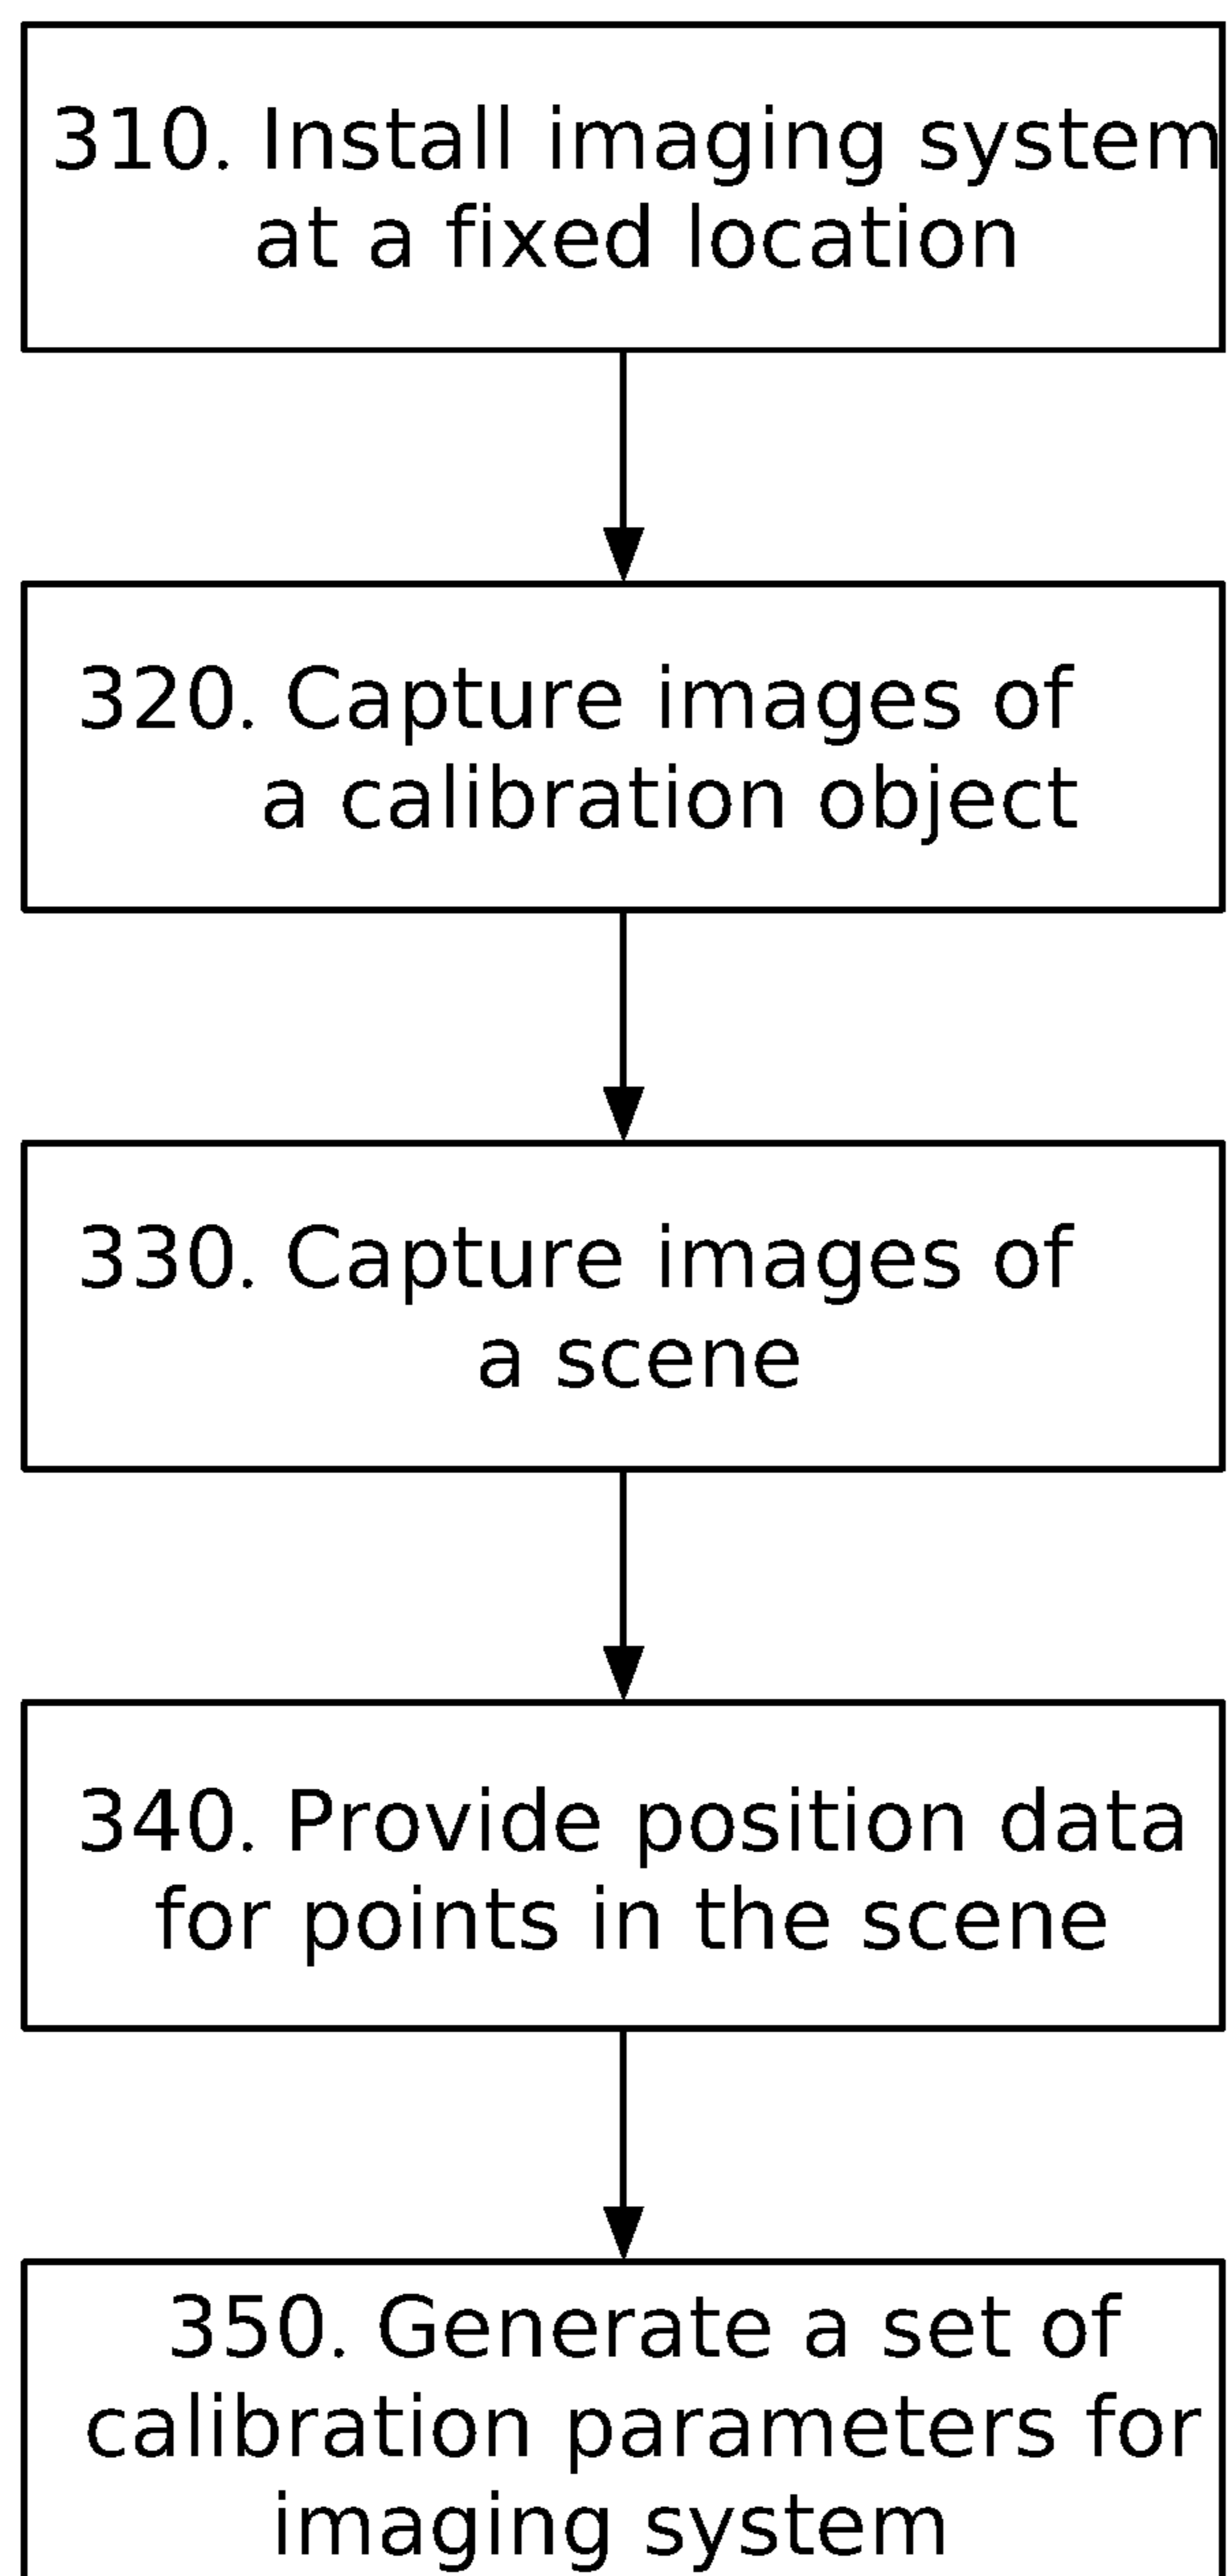 310. Install imaging system
at a fixed location
320. Capture images of
a calibration object
330. Capture images of
a scene
340. Provide position data
for points in the scene
350. Generate a set of
calibration parameters for
imaging system